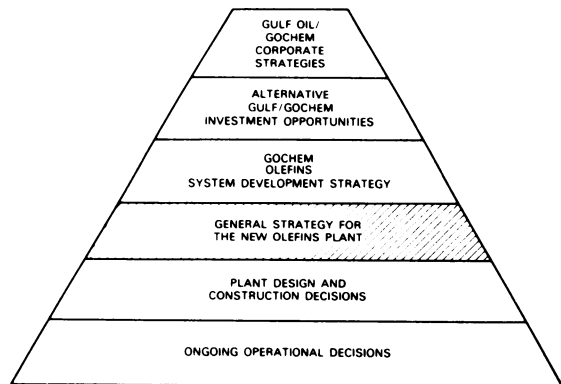 GULF OIL/
GOCHEM
CORPORATE
STRATEGIES
ALTERNATIVE
GULF/GOCHEM
INVESTMENT OPPORTUNITIES
GOCHEM
OLEFINS
SYSTEM DEVELOPMENT STRATEGY
GENERAL STRATEGY FOR
THE NEW OLEFINS PLANT
PLANT DESIGN AND
CONSTRUCTION DECISIONS
ONGOING OPERATIONAL DECISIONS